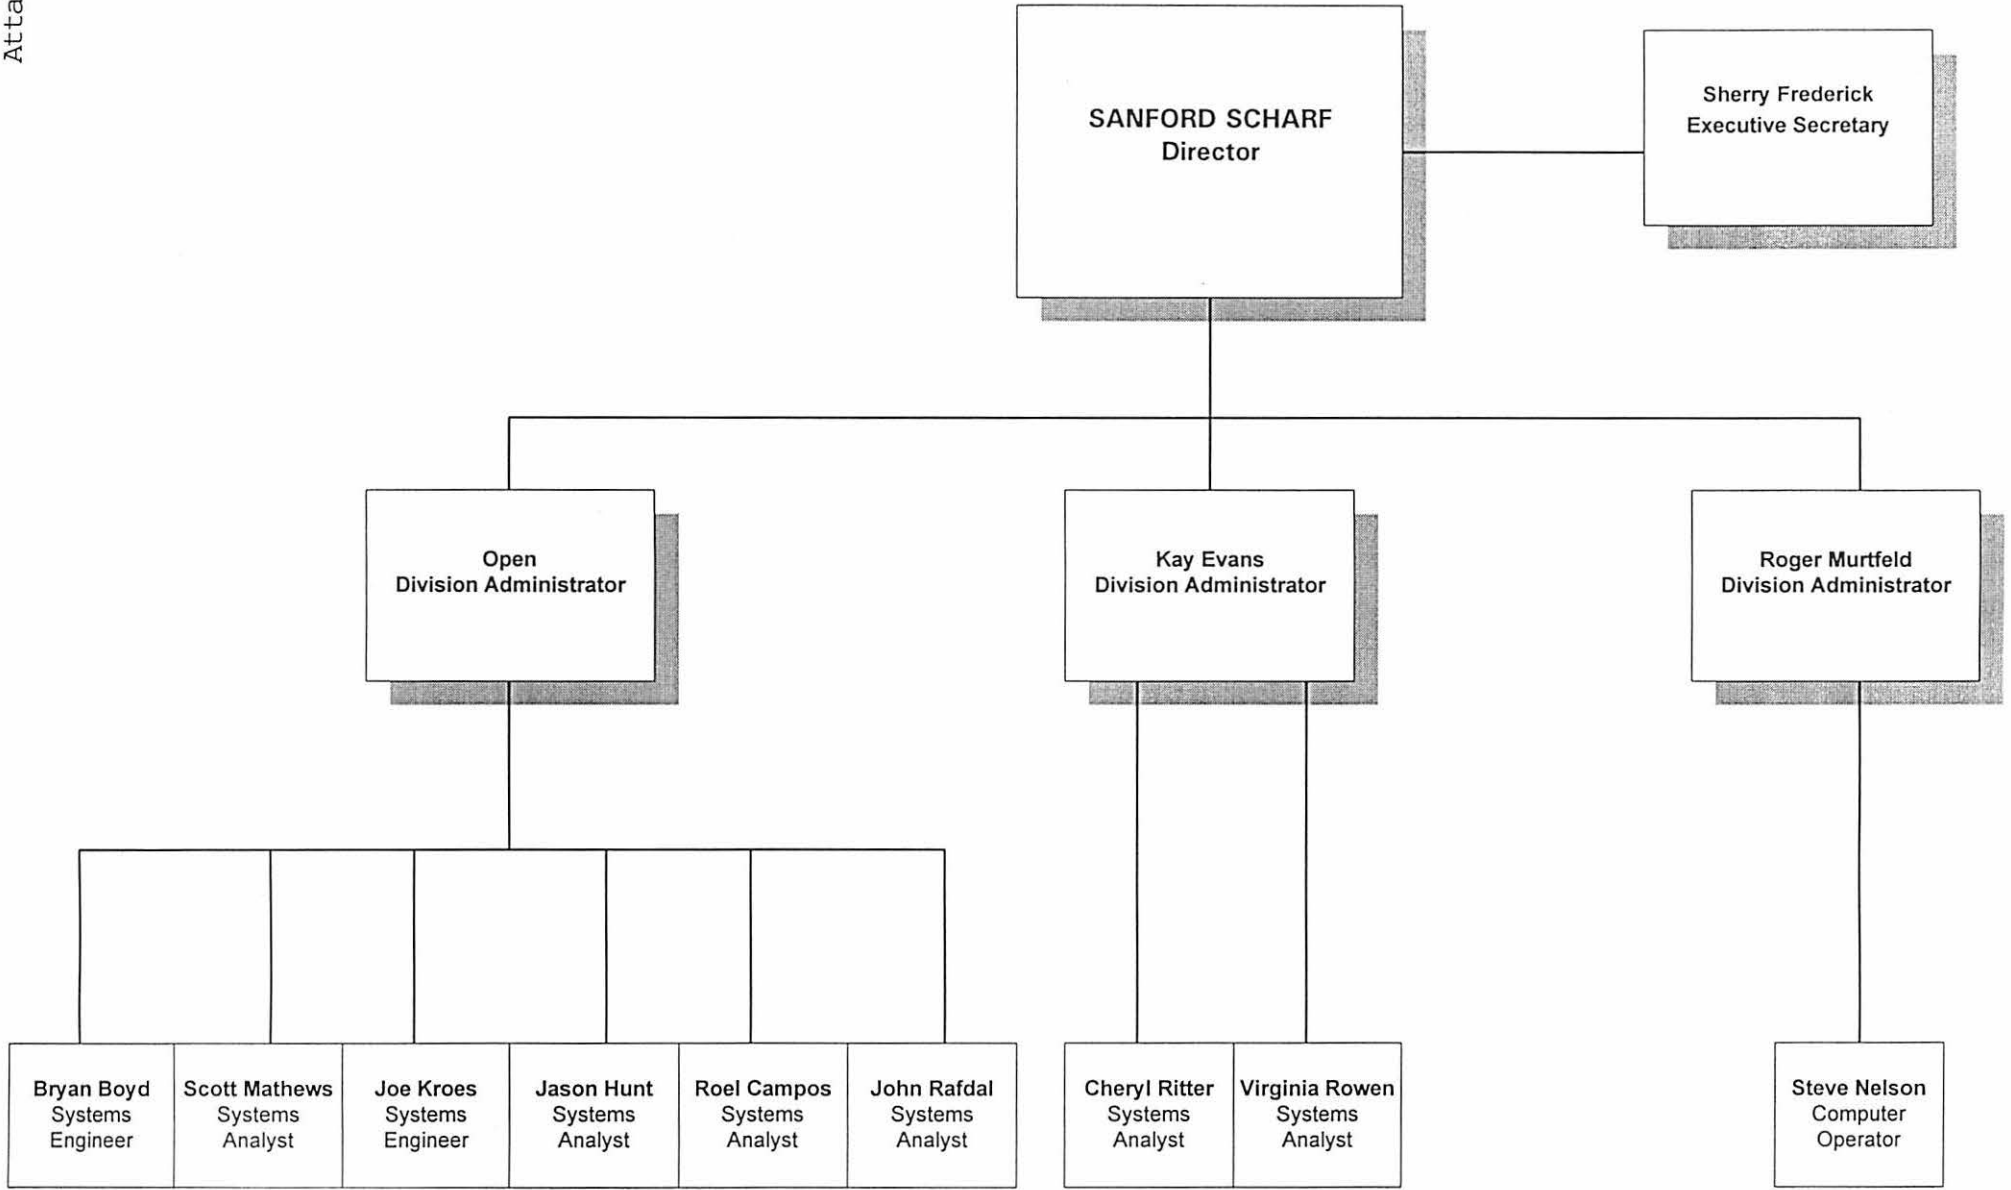 Atta
SANFORD SCHARF
Director
Sherry Frederick
Executive Secretary
Open
Division Administrator
Kay Evans
Division Administrator
Roger Murtfeld
Division Administrator
Bryan Boyd
Systems
Engineer
Scott Mathews
Systems
Analyst
Joe Kroes
Systems
Engineer
Jason Hunt
Systems
Analyst
Roel Campos
Systems
Analyst
John Rafdal
Systems
Analyst
Cheryl Ritter
Systems
Analyst
Virginia Rowen
Systems
Analyst
Steve Nelson
Computer
Operator